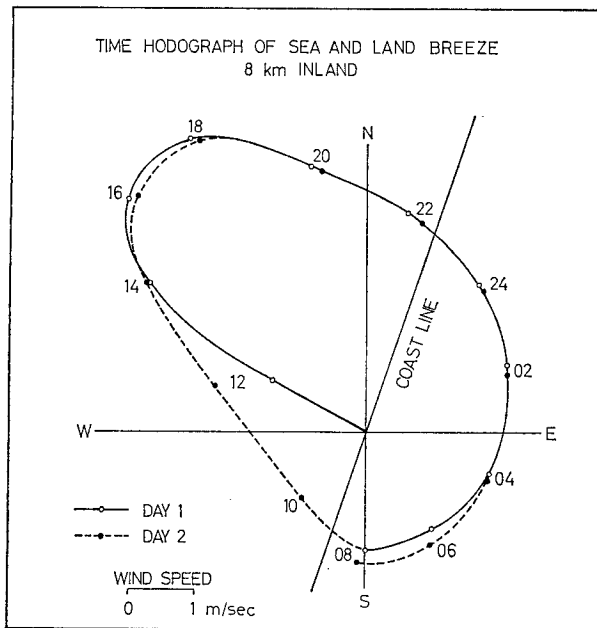 TIME HODOGRAPH OF SEA AND LAND BREEZE
8 km INLAND
18
N
20
16
22
24
14
COAST LINE
02
12
W
E
04
10
DAY 1
DAY 2
08
06
WIND SPEED
S
0 1 m/sec